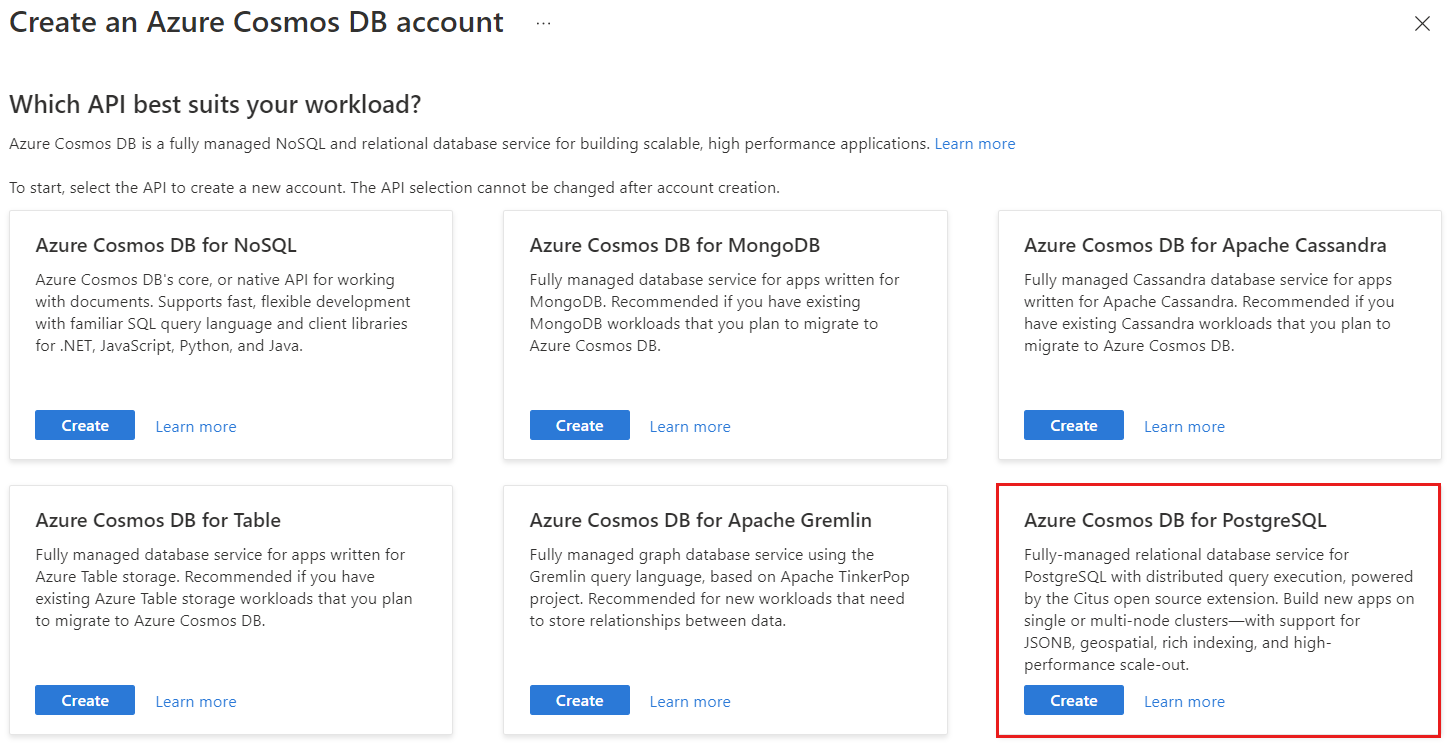 Create an Azure Cosmos DB account ...
Which API best suits your workload?
Azure Cosmos DB is a fully managed NoSQL and relational database service for building scalable, high performance applications. Learn more
To start, select the API to create a new account. The API selection cannot be changed after account creation.
Azure Cosmos DB for NoSQL
Azure Cosmos DB's core, or native API for working
with documents. Supports fast, flexible development
with familiar SQL query language and client libraries
for .NET, JavaScript, Python, and Java.
Create Learn more
Azure Cosmos DB for MongoDB
Fully managed database service for apps written for
MongoDB. Recommended if you have existing
MongoDB workloads that you plan to migrate to
Azure Cosmos DB.
Create Learn more
Azure Cosmos DB for Apache Cassandra
Fully managed Cassandra database service for apps
written for Apache Cassandra. Recommended if you
have existing Cassandra workloads that you plan to
migrate to Azure Cosmos DB.
Create Learn more
Azure Cosmos DB for Table
Fully managed database service for apps written for
Azure Table storage. Recommended if you have
existing Azure Table storage workloads that you plan
to migrate to Azure Cosmos DB.
Create Learn more
Azure Cosmos DB for Apache Gremlin
Fully managed graph database service using the
Gremlin query language, based on Apache TinkerPop
project. Recommended for new workloads that need
to store relationships between data.
Create Learn more
Azure Cosmos DB for PostgreSQL
Fully-managed relational database service for
PostgreSQL with distributed query execution, powered
by the Citus open source extension. Build new apps on
single or multi-node clusters—with support for
JSONB, geospatial, rich indexing, and high-
performance scale-out.
Create Learn more